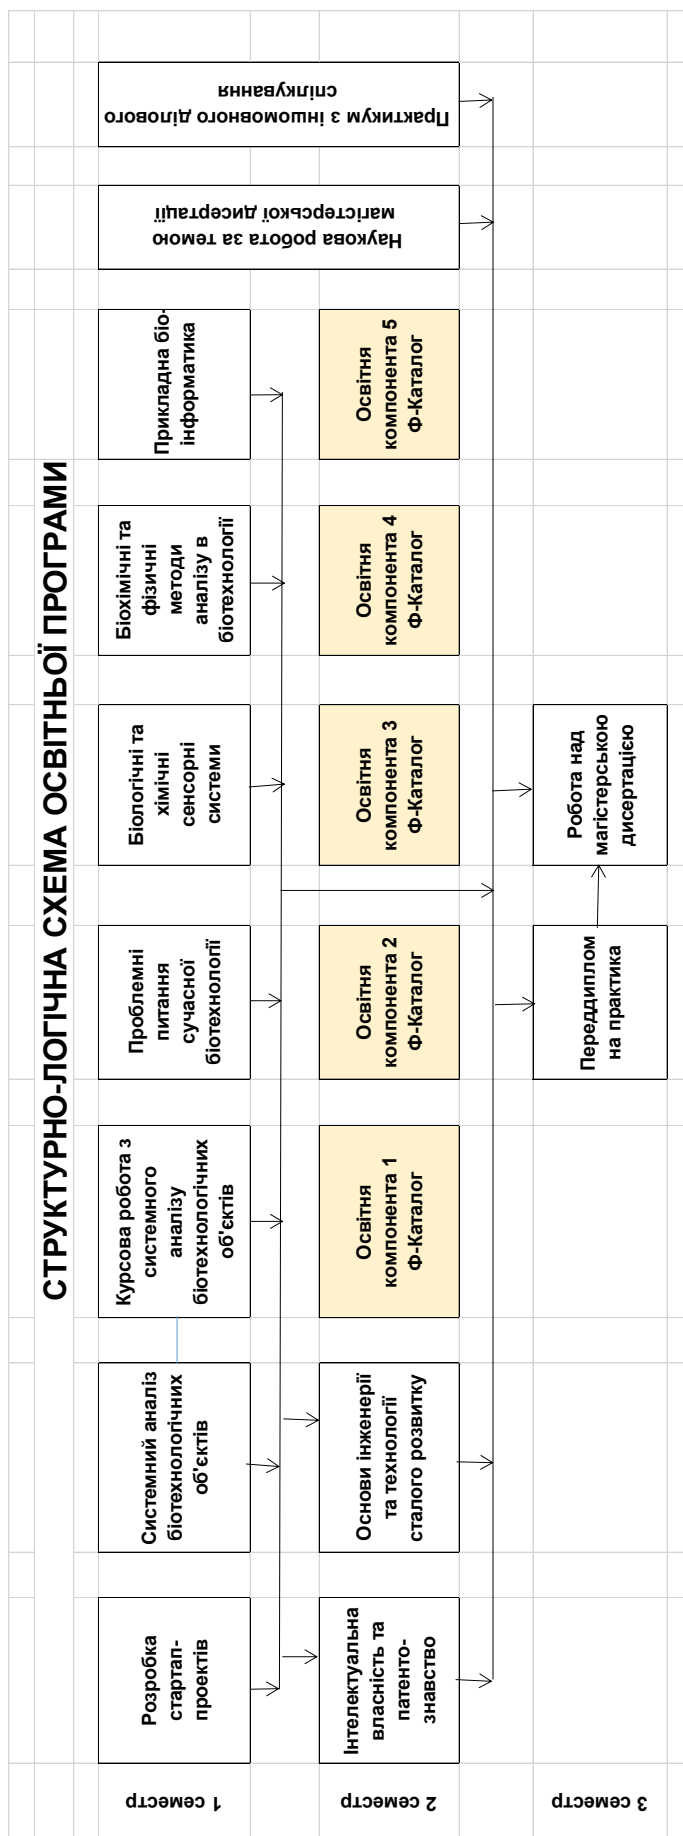 СТРУКТУРНО-ЛОГІЧНА СХЕМА ОСВІТНЬОЇ ПРОГРАМИ
1 семестр
Розробка
стартап-
проектів
Системний аналіз
біотехнологічних
об'єктів
Курсова робота з
системного
аналізу
біотехнологічних
об'єктів
Проблемні
питання
сучасної
біотехнології
Біологічні та
хімічні
сенсорні
системи
Біохімічні та
фізичні
методи
аналізу в
біотехнології
Прикладна біо-
інформатика
Наукова робота за темою
магістерської дисертації
Практикум з іншомовного ділового
спілкування
2 семестр
Інтелектуальна
власність та
патенто-
знавство
Основи інженерії
та технології
сталого розвитку
Освітня
компонента 1
Ф-Каталог
Освітня
компонента 2
Ф-Каталог
Освітня
компонента 3
Ф-Каталог
Освітня
компонента 4
Ф-Каталог
Освітня
компонента 5
Ф-Каталог
3 семестр
Переддиплом
на практика
Робота над
магістерською
дисертацією